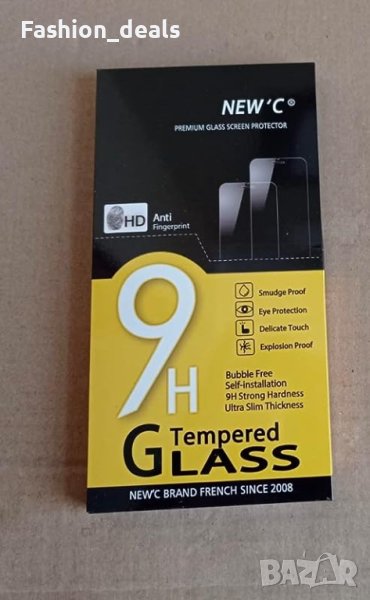 Fashion_deals
NEW'C®
PREMIUM GLASS SCREEN PROTECTOR
HD
Anti
Fingerprint
9H
Smudge Proof
Eye Protection
Delicate Touch
Explosion Proof
Bubble Free
Self-installation
9H Strong Hardness
Ultra Slim Thickness
Tempered
GLASS
NEW'C BRAND FRENCH SINCE 2008
BAZAR